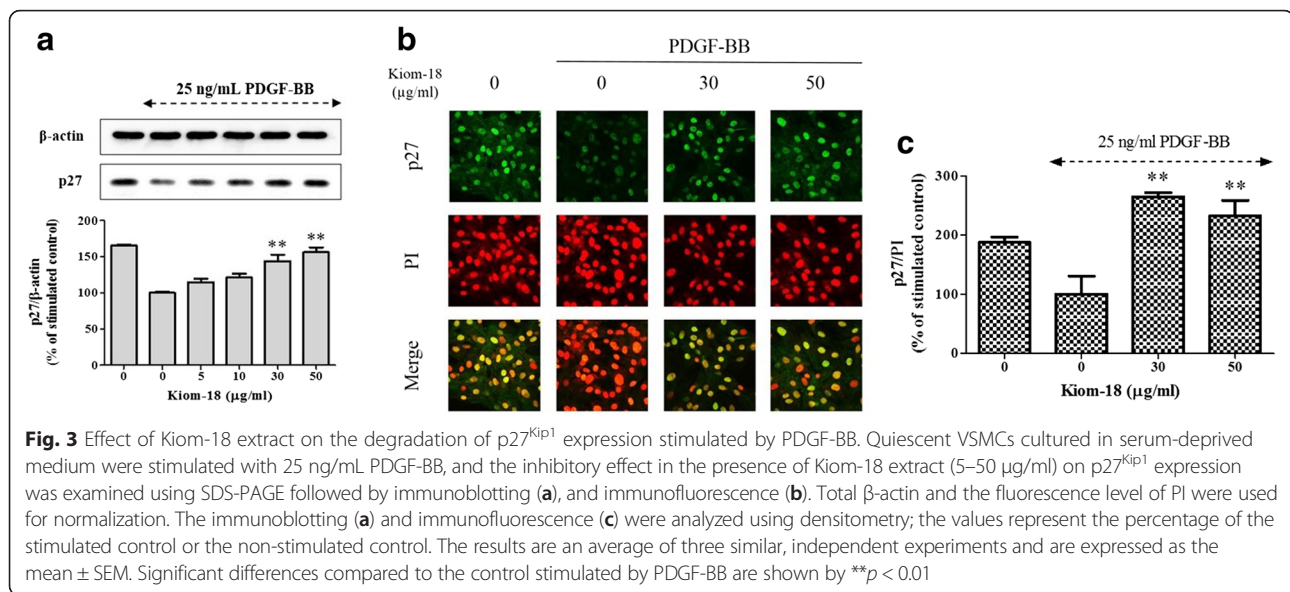 a
25 ng/mL PDGF-BB
β-actin
p27
p27/β-actin
(% of stimulated control)
200
150
100
50
0
0 0 5 10 30 50
** **
Kiom-18 (µg/ml)
b
PDGF-BB
Kiom-18
(µg/ml)
0 0 30 50
p27
PI
Merge
c
25 ng/ml PDGF-BB
** **
p27/PI
(% of stimulated control)
300
200
100
0
0 0 30 50
Kiom-18 (µg/ml)
Fig. 3 Effect of Kiom-18 extract on the degradation of p27Kip1 expression stimulated by PDGF-BB. Quiescent VSMCs cultured in serum-deprived
medium were stimulated with 25 ng/mL PDGF-BB, and the inhibitory effect in the presence of Kiom-18 extract (5–50 µg/ml) on p27Kip1 expression
was examined using SDS-PAGE followed by immunoblotting (a), and immunofluorescence (b). Total β-actin and the fluorescence level of PI were used
for normalization. The immunoblotting (a) and immunofluorescence (c) were analyzed using densitometry; the values represent the percentage of the
stimulated control or the non-stimulated control. The results are an average of three similar, independent experiments and are expressed as the
mean ± SEM. Significant differences compared to the control stimulated by PDGF-BB are shown by **p < 0.01